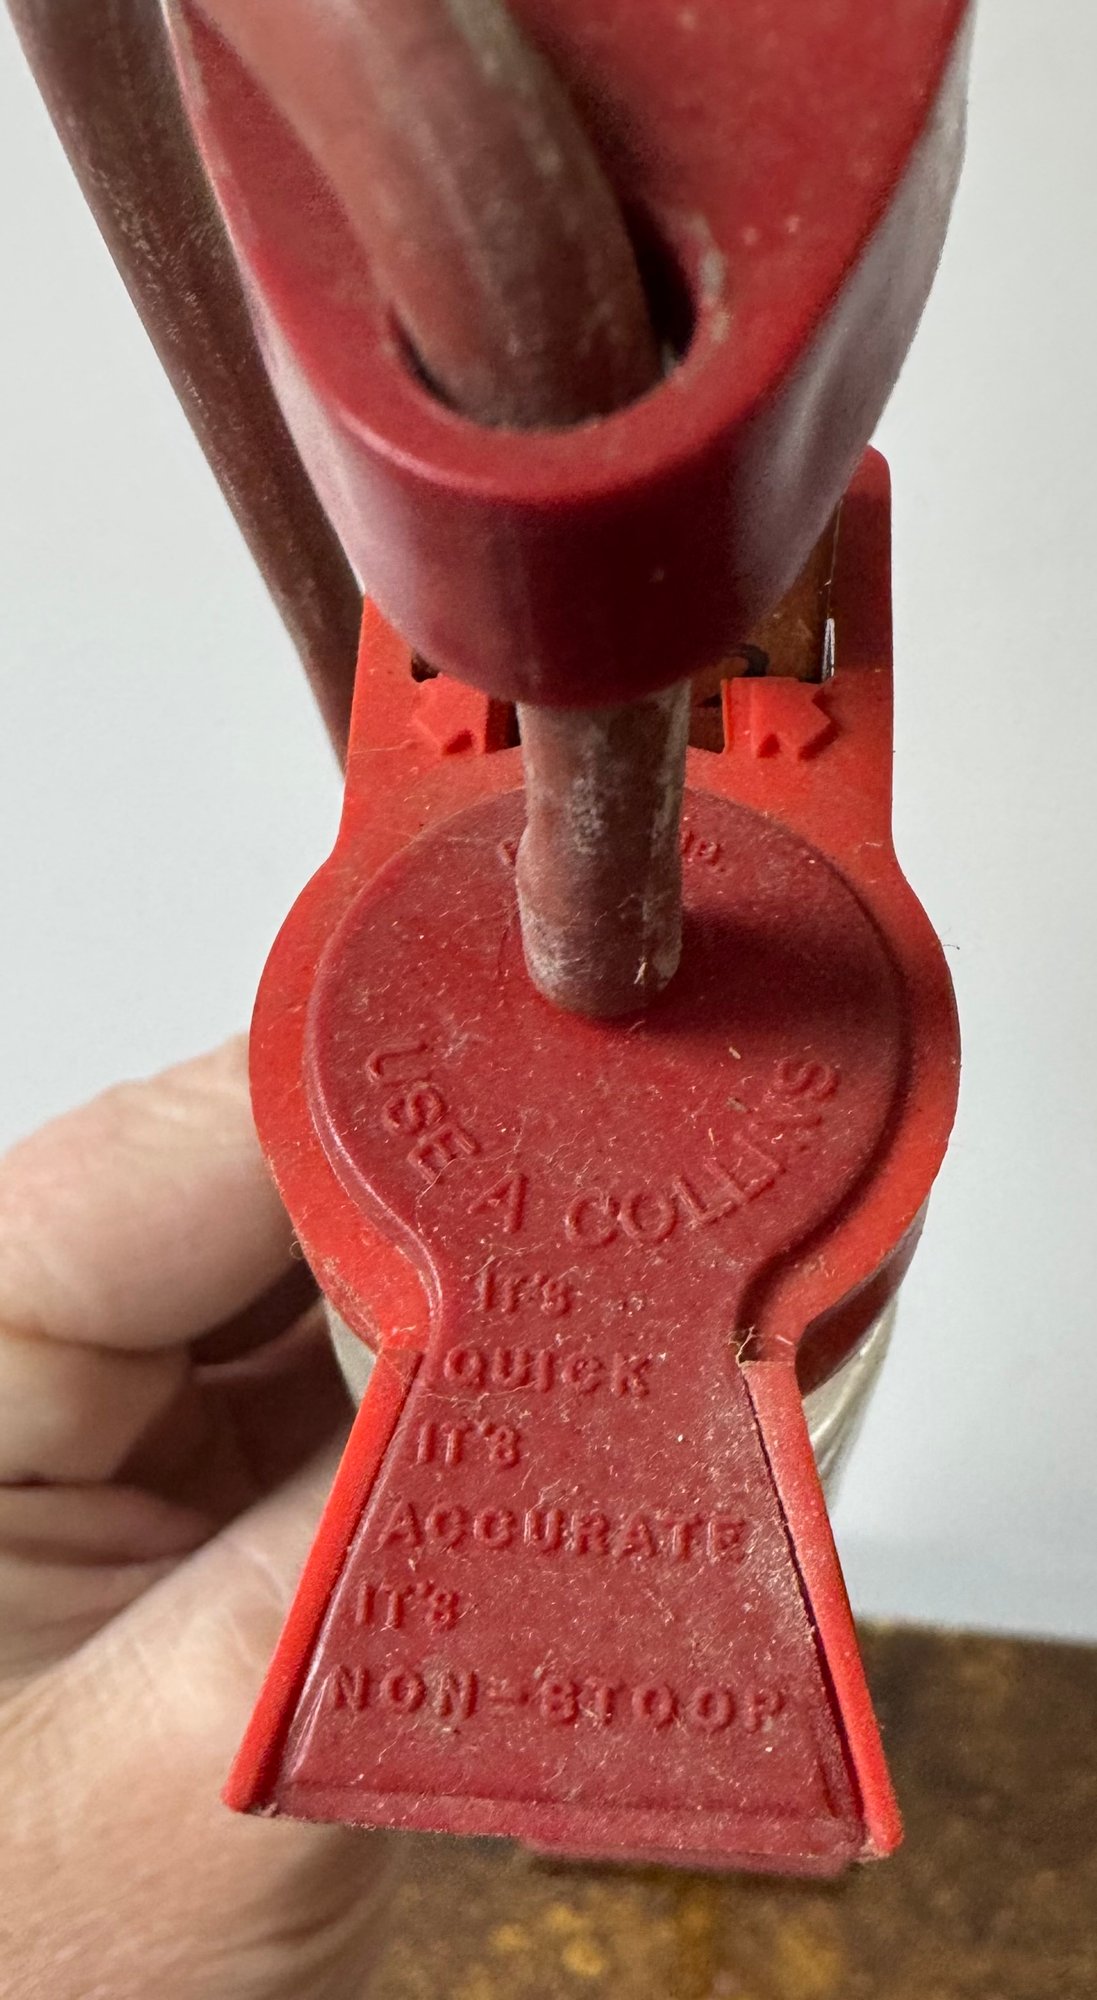 USE A COLLINS
IT'S
QUICK
IT'S
ACCURATE
IT'S
NON-STOOP